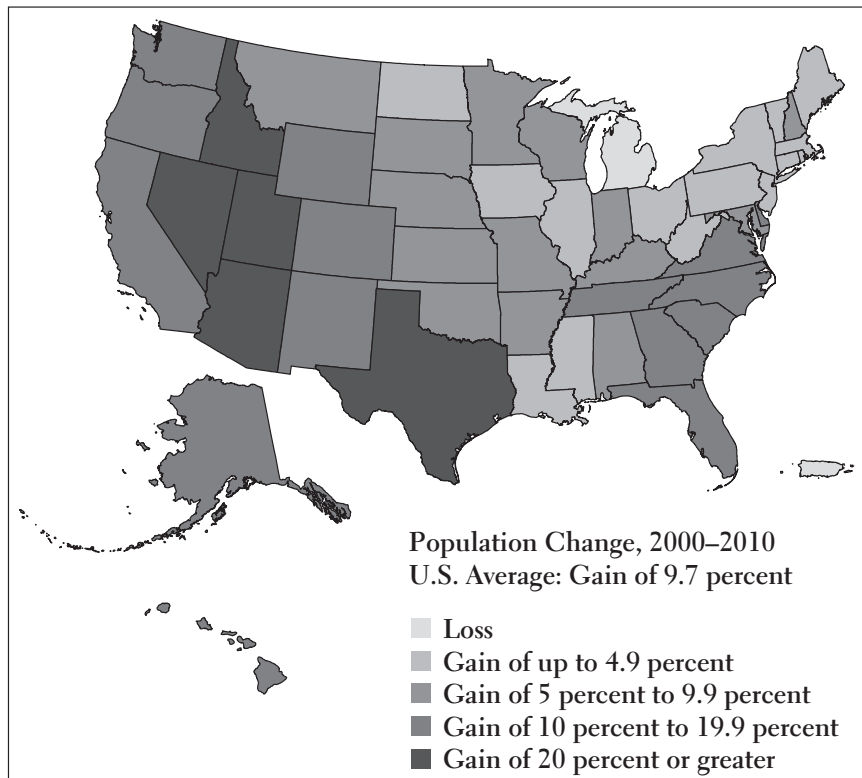 Population Change, 2000–2010
U.S. Average: Gain of 9.7 percent
Loss
Gain of up to 4.9 percent
Gain of 5 percent to 9.9 percent
Gain of 10 percent to 19.9 percent
Gain of 20 percent or greater